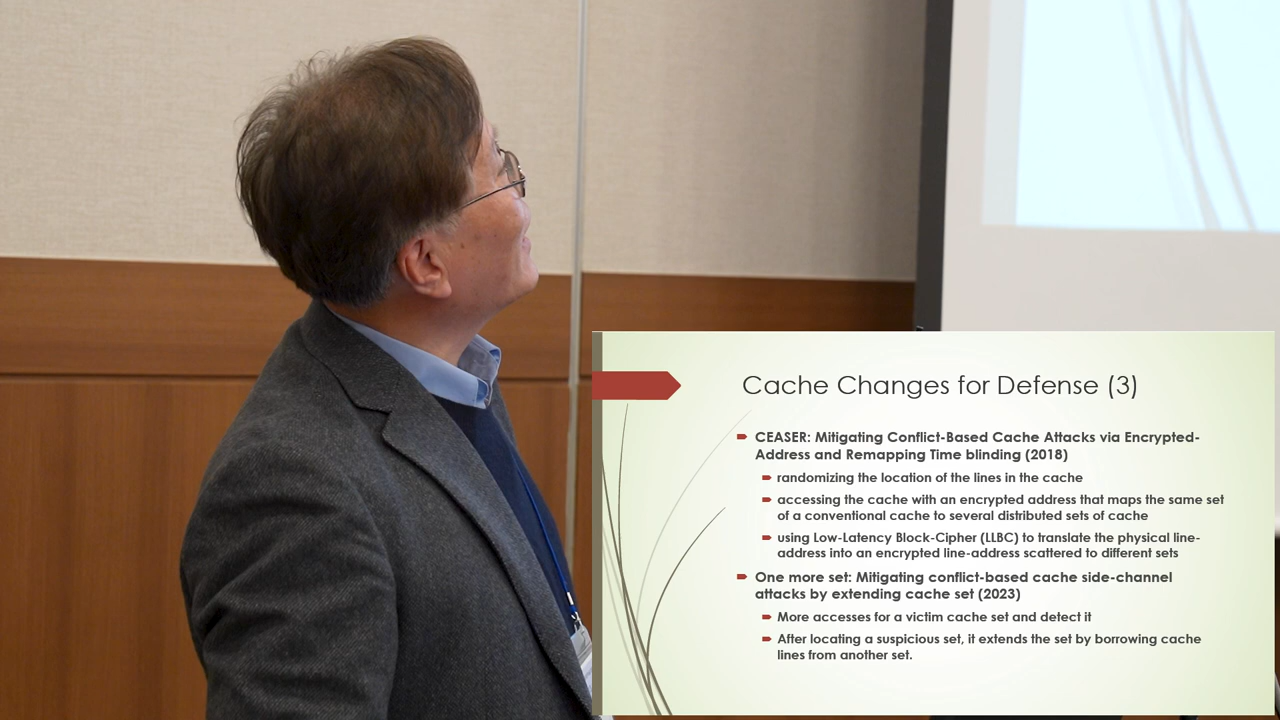 Cache Changes for Defense (3)
CEASER: Mitigating Conflict-Based Cache Attacks via Encrypted-
Address and Remapping Time blinding (2018)
randomizing the location of the lines in the cache
accessing the cache with an encrypted address that maps the same set
of a conventional cache to several distributed sets of cache
using Low-Latency Block-Cipher (LLBC) to translate the physical line-
address into an encrypted line-address scattered to different sets
One more set: Mitigating conflict-based cache side-channel
attacks by extending cache set (2023)
More accesses for a victim cache set and detect it
After locating a suspicious set, it extends the set by borrowing cache
lines from another set.